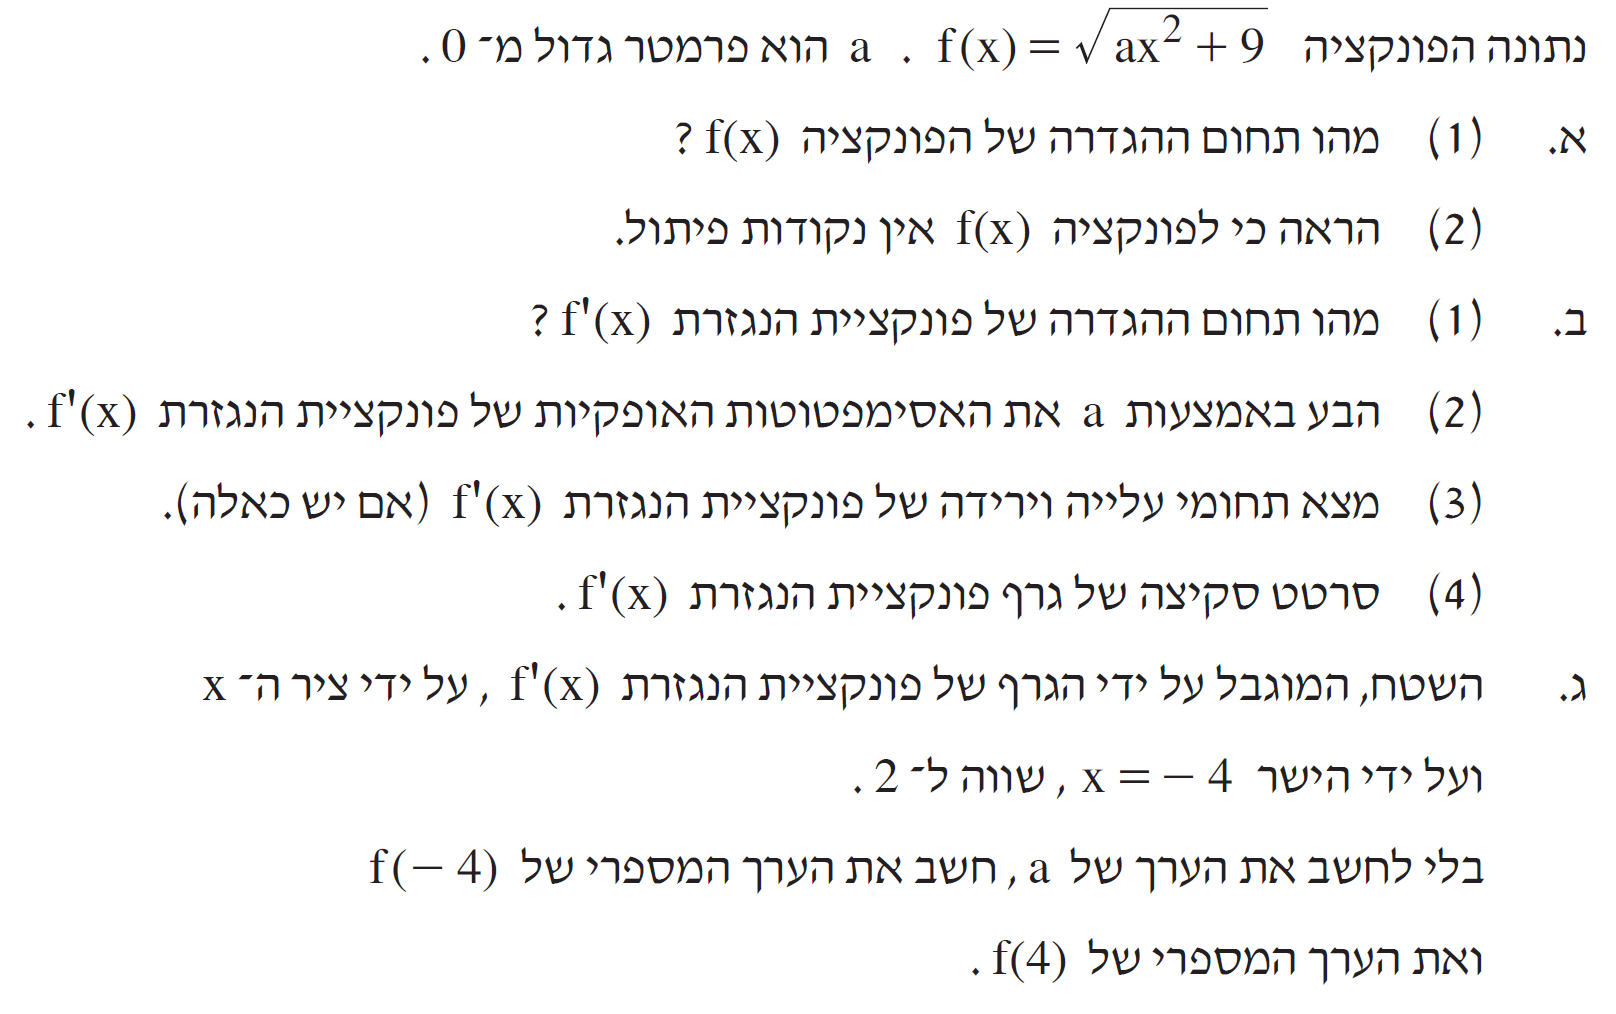 נתונה הפונקציה f(x) = √(ax² + 9) . a הוא פרמטר גדול מ־ 0 .
א. (1) מהו תחום ההגדרה של הפונקציה f(x) ?
(2) הראה כי לפונקציה f(x) אין נקודות פיתול.
ב. (1) מהו תחום ההגדרה של פונקציית הנגזרת f'(x) ?
(2) הבע באמצעות a את האסימפטוטות האופקיות של פונקציית הנגזרת f'(x) .
(3) מצא תחומי עלייה וירידה של פונקציית הנגזרת f'(x) (אם יש כאלה).
(4) סרטט סקיצה של גרף פונקציית הנגזרת f'(x) .
ג. השטח, המוגבל על ידי הגרף של פונקציית הנגזרת f'(x) , על ידי ציר ה־ x
ועל ידי הישר x = − 4 , שווה ל־ 2 .
בלי לחשב את הערך של a , חשב את הערך המספרי של f(− 4)
ואת הערך המספרי של f(4) .